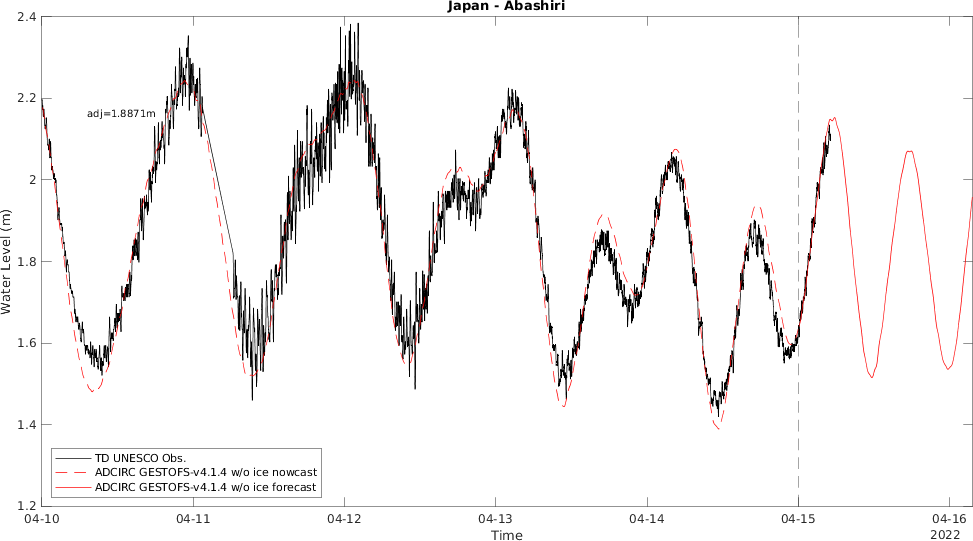 Japan - Abashiri
2.4
2.2
2
1.8
1.6
1.4
1.2
Water Level (m)
adj=1.8871m
TD UNESCO Obs.
ADCIRC GESTOFS-v4.1.4 w/o ice nowcast
ADCIRC GESTOFS-v4.1.4 w/o ice forecast
04-10 04-11 04-12 04-13 04-14 04-15 04-16
Time
2022